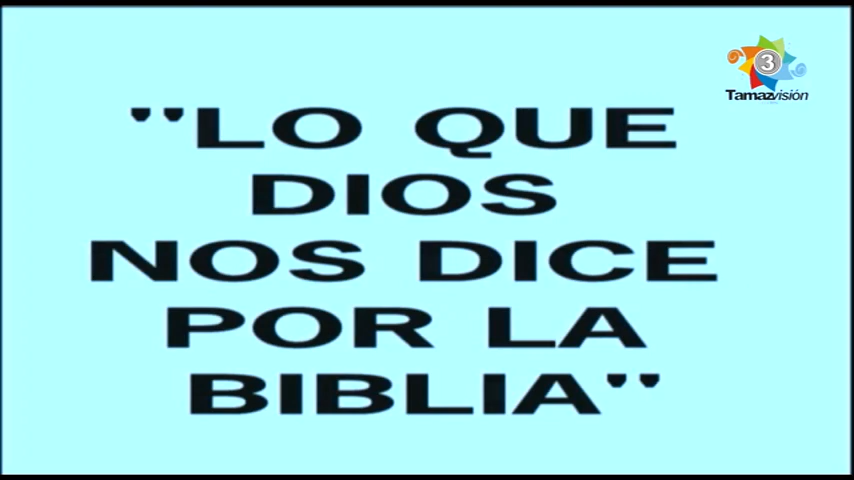 3
Tamazvisión
"LO QUE
DIOS
NOS DICE
POR LA
BIBLIA"